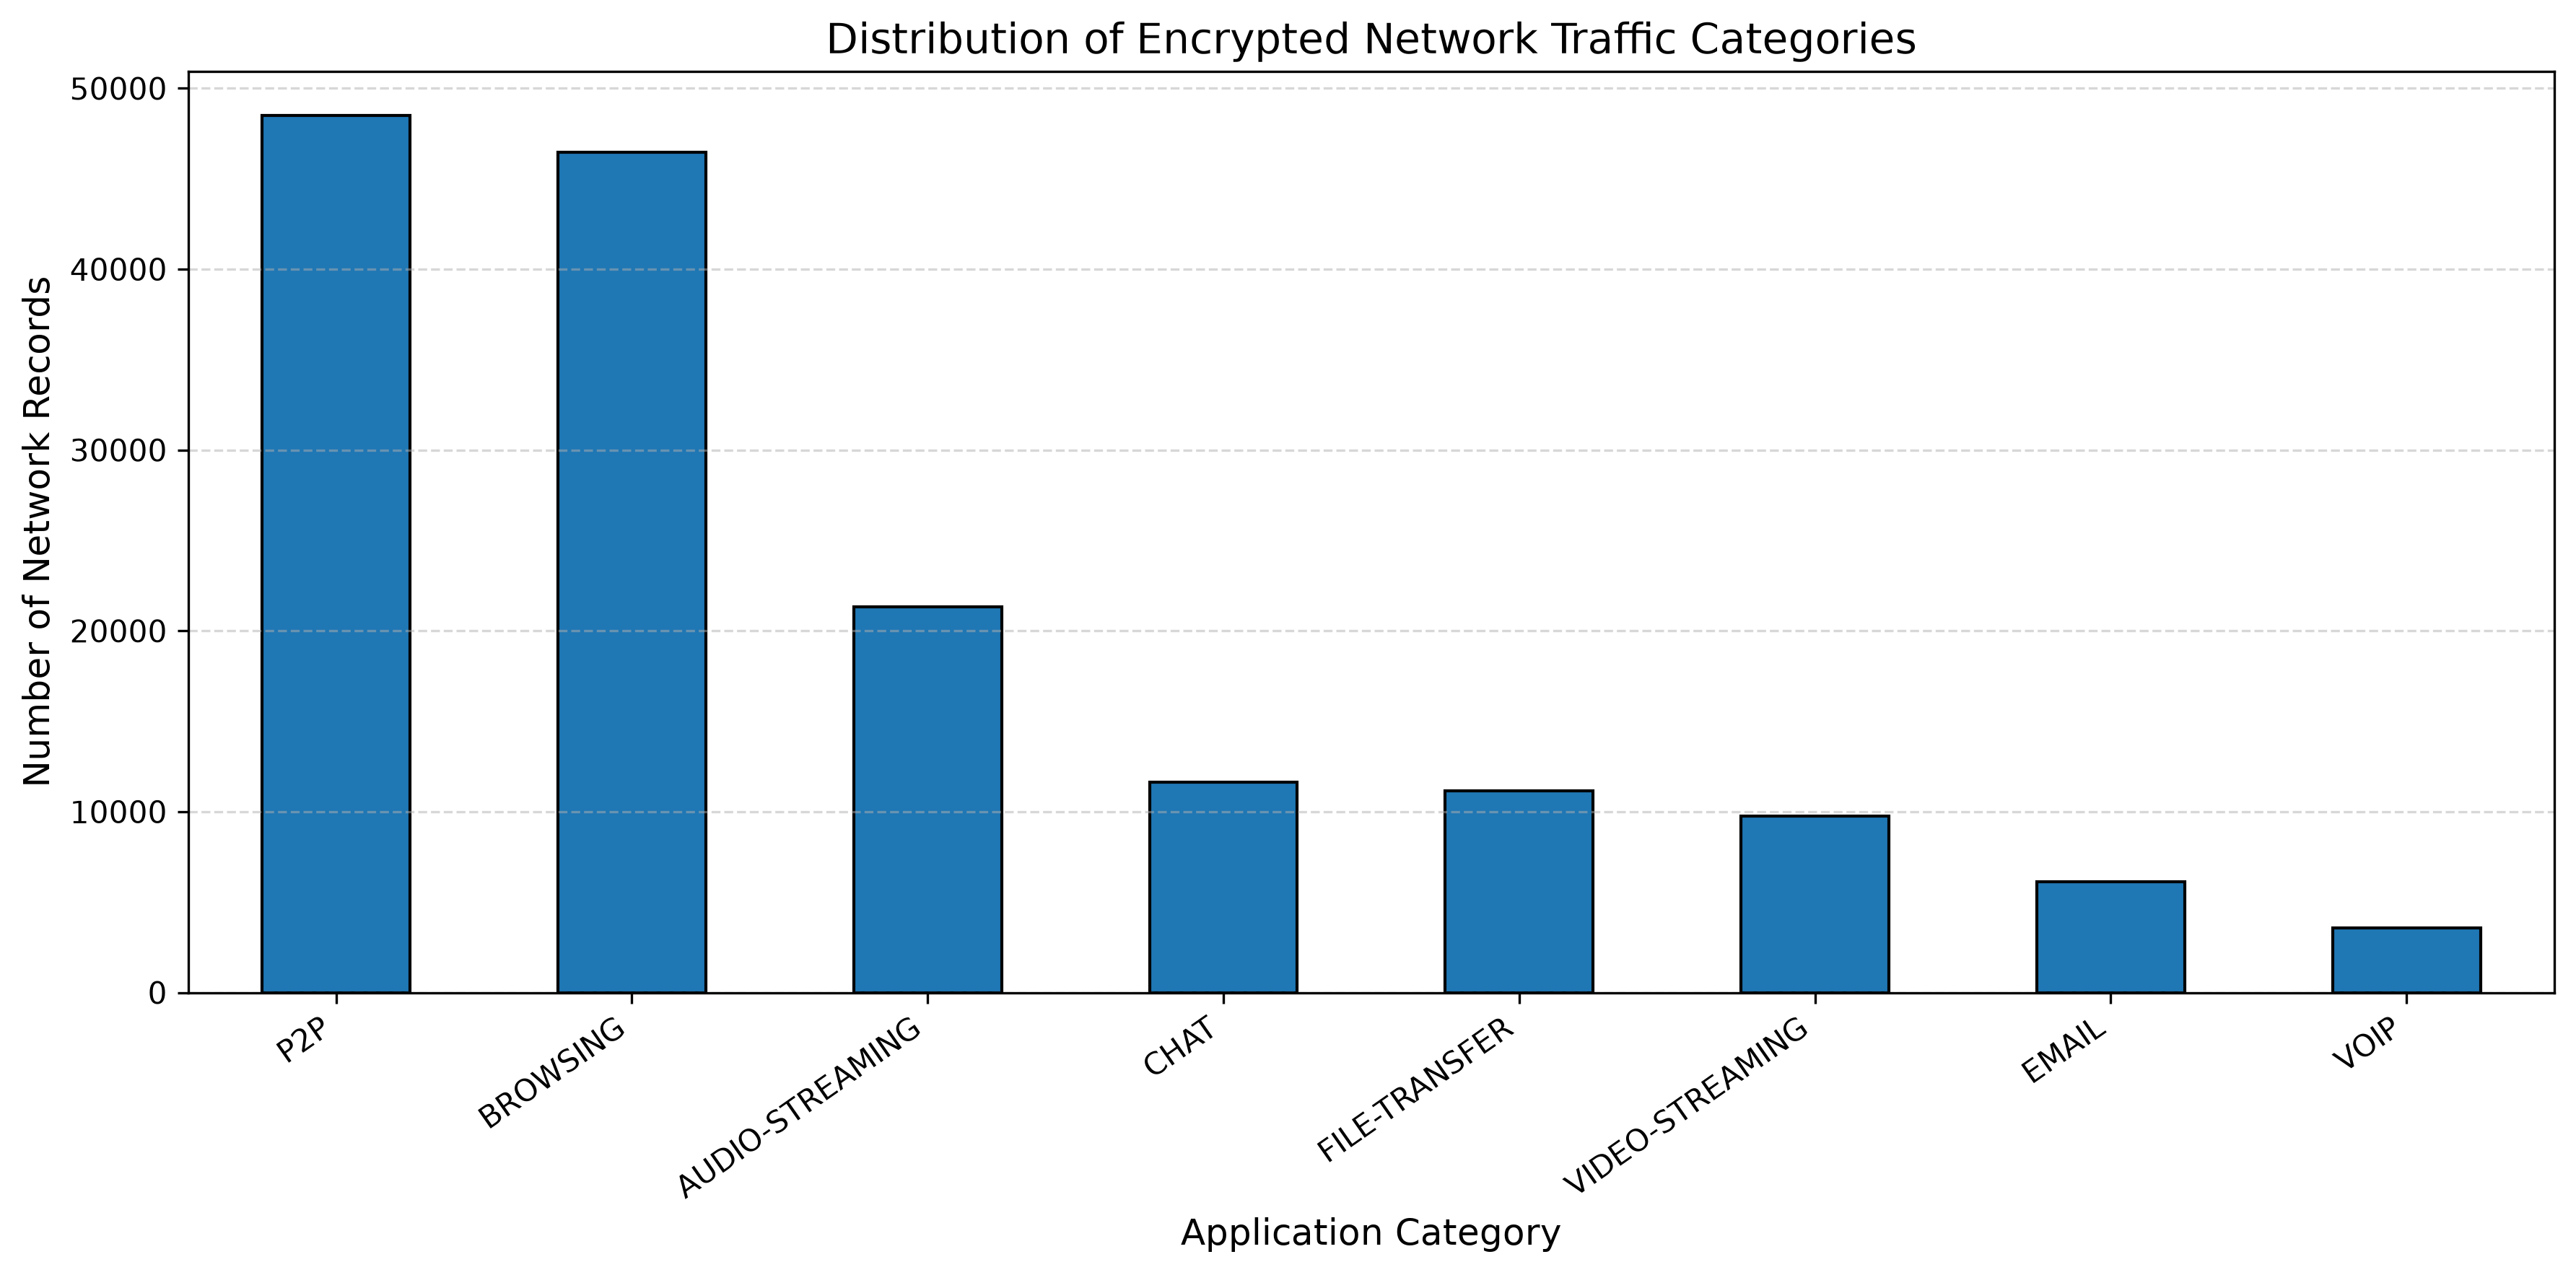 Distribution of Encrypted Network Traffic Categories
50000
40000
30000
20000
10000
0
Number of Network Records
P2P
BROWSING
AUDIO-STREAMING
CHAT
FILE-TRANSFER
VIDEO-STREAMING
EMAIL
VOIP
Application Category